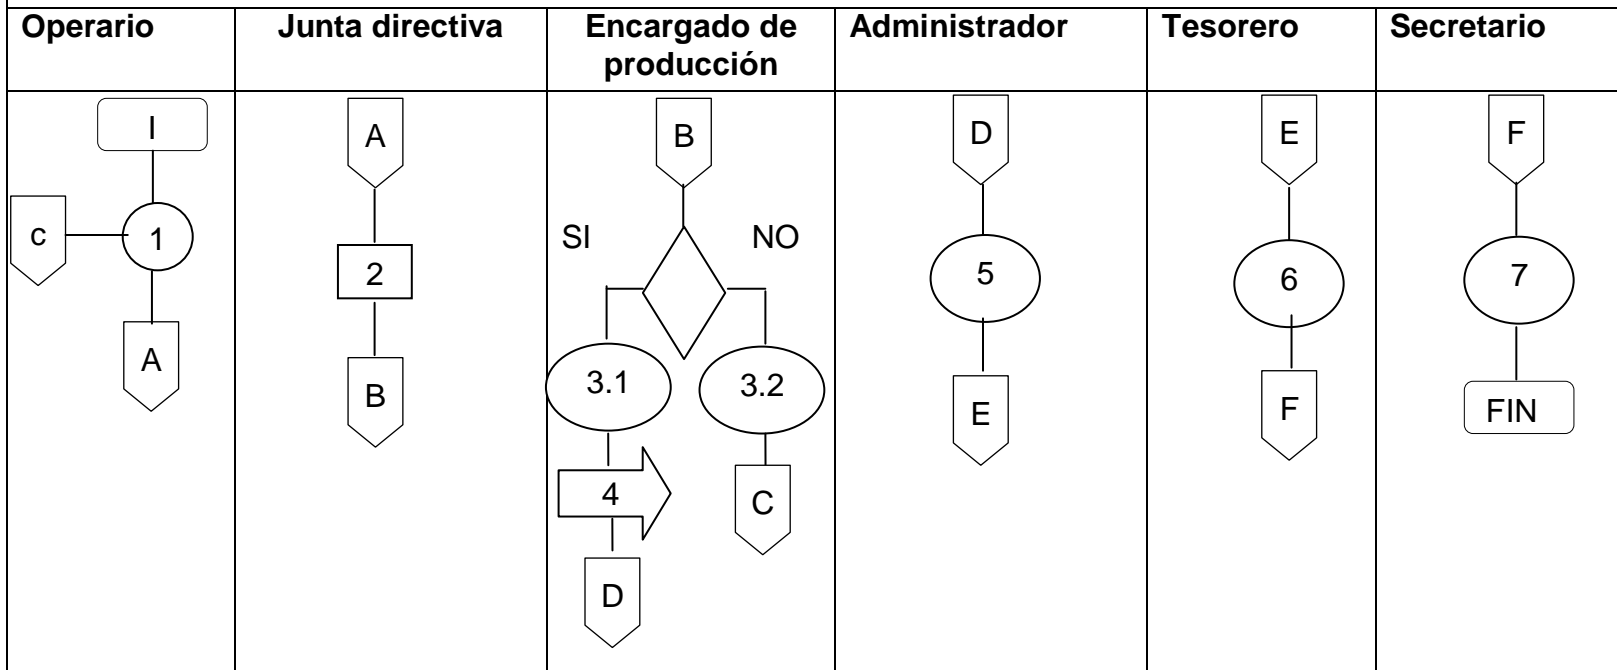 Operario
Junta directiva
Encargado de
producción
Administrador
Tesorero
Secretario
I
c
1
A
A
2
B
B
SI
NO
3.1
3.2
4
C
D
D
5
E
E
6
F
F
7
FIN